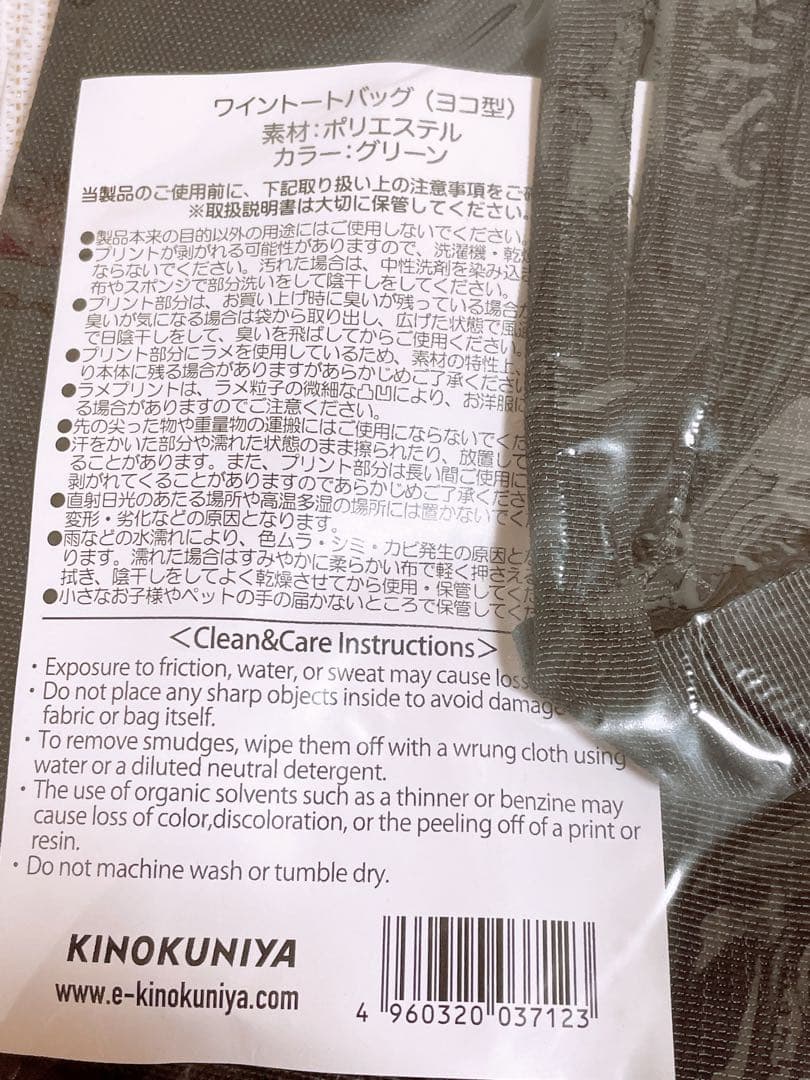 ワイントートバッグ（ヨコ型）
素材：ポリエステル
カラー：グリーン
当製品のご使用前に、下記取り扱い上の注意事項をご
※取扱説明書は大切に保管してください。
●製品本来の目的以外の用途にはご使用しないでください。
●プリントが剥がれる可能性がありますので、洗濯機・乾
ならないでください。汚れた場合は、中性洗剤を染み込
布やスポンジで部分洗いをして陰干しをしてください。
●プリント部分は、お買い上げ時に臭いが残っている場合が
臭いが気になる場合は袋から取り出し、広げた状態で風
で日陰干しをして、臭いを飛ばしてからご使用ください。
●プリント部分にラメを使用しているため、素材の特性上、
り本体に残る場合がありますがあらかじめご了承くださ
●ラメプリントは、ラメ粒子の微細な凸凹により、お洋服に
る場合がありますのでご注意ください。
●先の尖った物や重量物の運搬にはご使用にならないでくだ
●汗をかいた部分や濡れた状態のまま擦られたり、放置して
ることがあります。また、プリント部分は長い間ご使用に
剥がれてくることがありますのであらかじめご了承くださ
●直射日光のあたる場所や高温多湿の場所には置かないでく
変形・劣化などの原因となります。
●雨などの水濡れにより、色ムラ・シミ・カビ発生の原因と
ります。濡れた場合はすみやかに柔らかい布で軽く押さえる
拭き、陰干しをしてよく乾燥させてから使用・保管してくだ
●小さなお子様やペットの手の届かないところで保管してくだ
＜Clean&Care Instructions＞
・Exposure to friction, water, or sweat may cause loss
・Do not place any sharp objects inside to avoid damage
fabric or bag itself.
・To remove smudges, wipe them off with a wrung cloth using
water or a diluted neutral detergent.
・The use of organic solvents such as a thinner or benzine may
cause loss of color,discoloration, or the peeling off of a print or
resin.
・Do not machine wash or tumble dry.
KINOKUNIYA
www.e-kinokuniya.com
4 960320 037123